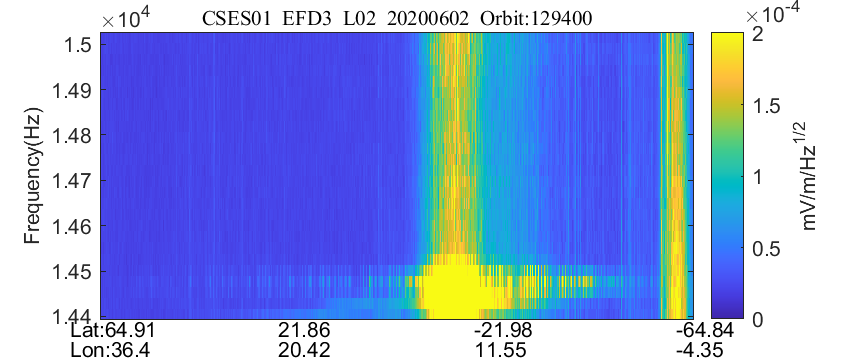 ×10⁴ CSES01 EFD3 L02 20200602 Orbit:129400 ×10⁻⁴
1.5
1.49
1.48
1.47
1.46
1.45
1.44
Frequency(Hz)
2
1.5
1
0.5
0
mV/m/Hz^1/2
Lat:64.91 21.86 -21.98 -64.84
Lon:36.4 20.42 11.55 -4.35